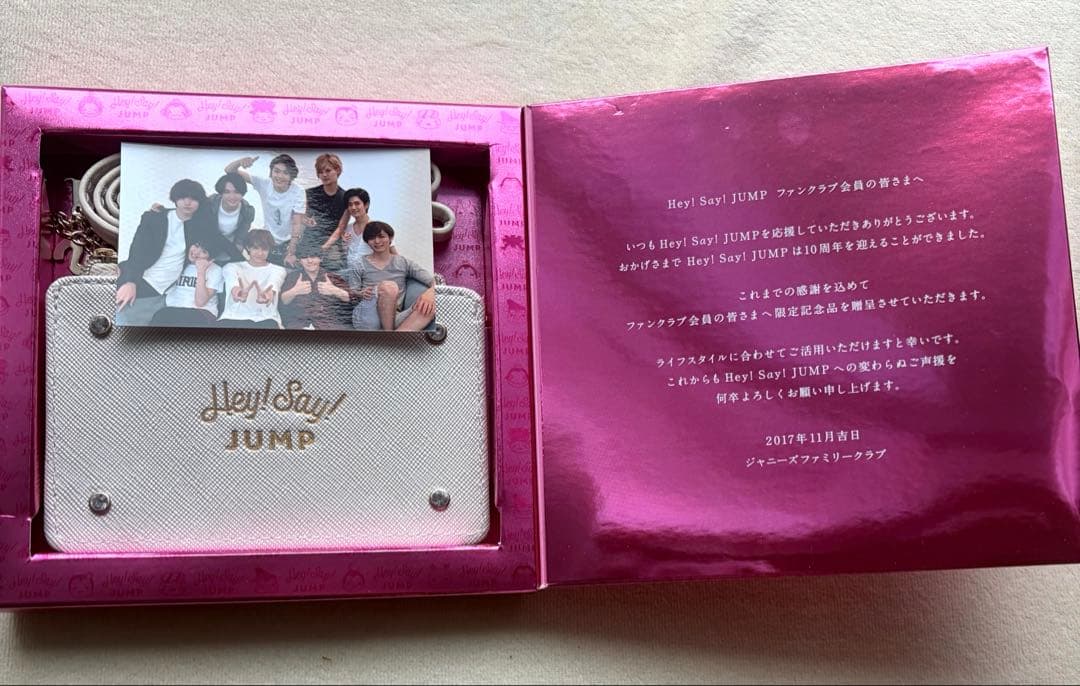 Hey! Say!
JUMP
Hey! Say! JUMP ファンクラブ会員の皆さまへ
いつもHey! Say! JUMPを応援していただきありがとうございます。
おかげさまで Hey! Say! JUMP は10周年を迎えることができました。
これまでの感謝を込めて
ファンクラブ会員の皆さまへ限定記念品を贈呈させていただきます。
ライフスタイルに合わせてご活用いただけますと幸いです。
これからも Hey! Say! JUMP への変わらぬご声援を
何卒よろしくお願い申し上げます。
2017年11月吉日
ジャニーズファミリークラブ